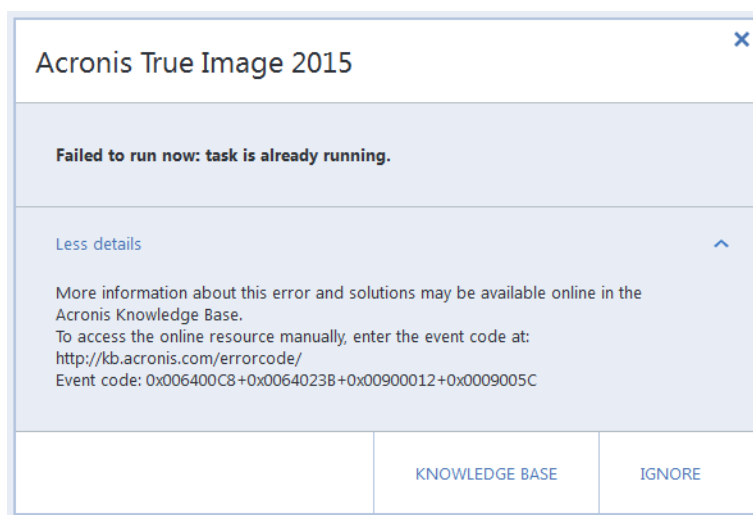 Acronis True Image 2015
Failed to run now: task is already running.
Less details
More information about this error and solutions may be available online in the
Acronis Knowledge Base.
To access the online resource manually, enter the event code at:
http://kb.acronis.com/errorcode/
Event code: 0x006400C8+0x0064023B+0x00900012+0x0009005C
KNOWLEDGE BASE
IGNORE